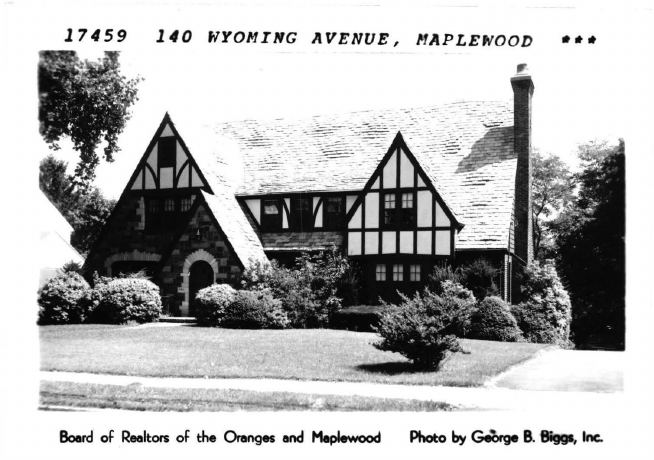 17459 140 WYOMING AVENUE, MAPLEWOOD ***
Board of Realtors of the Oranges and Maplewood Photo by George B. Biggs, Inc.